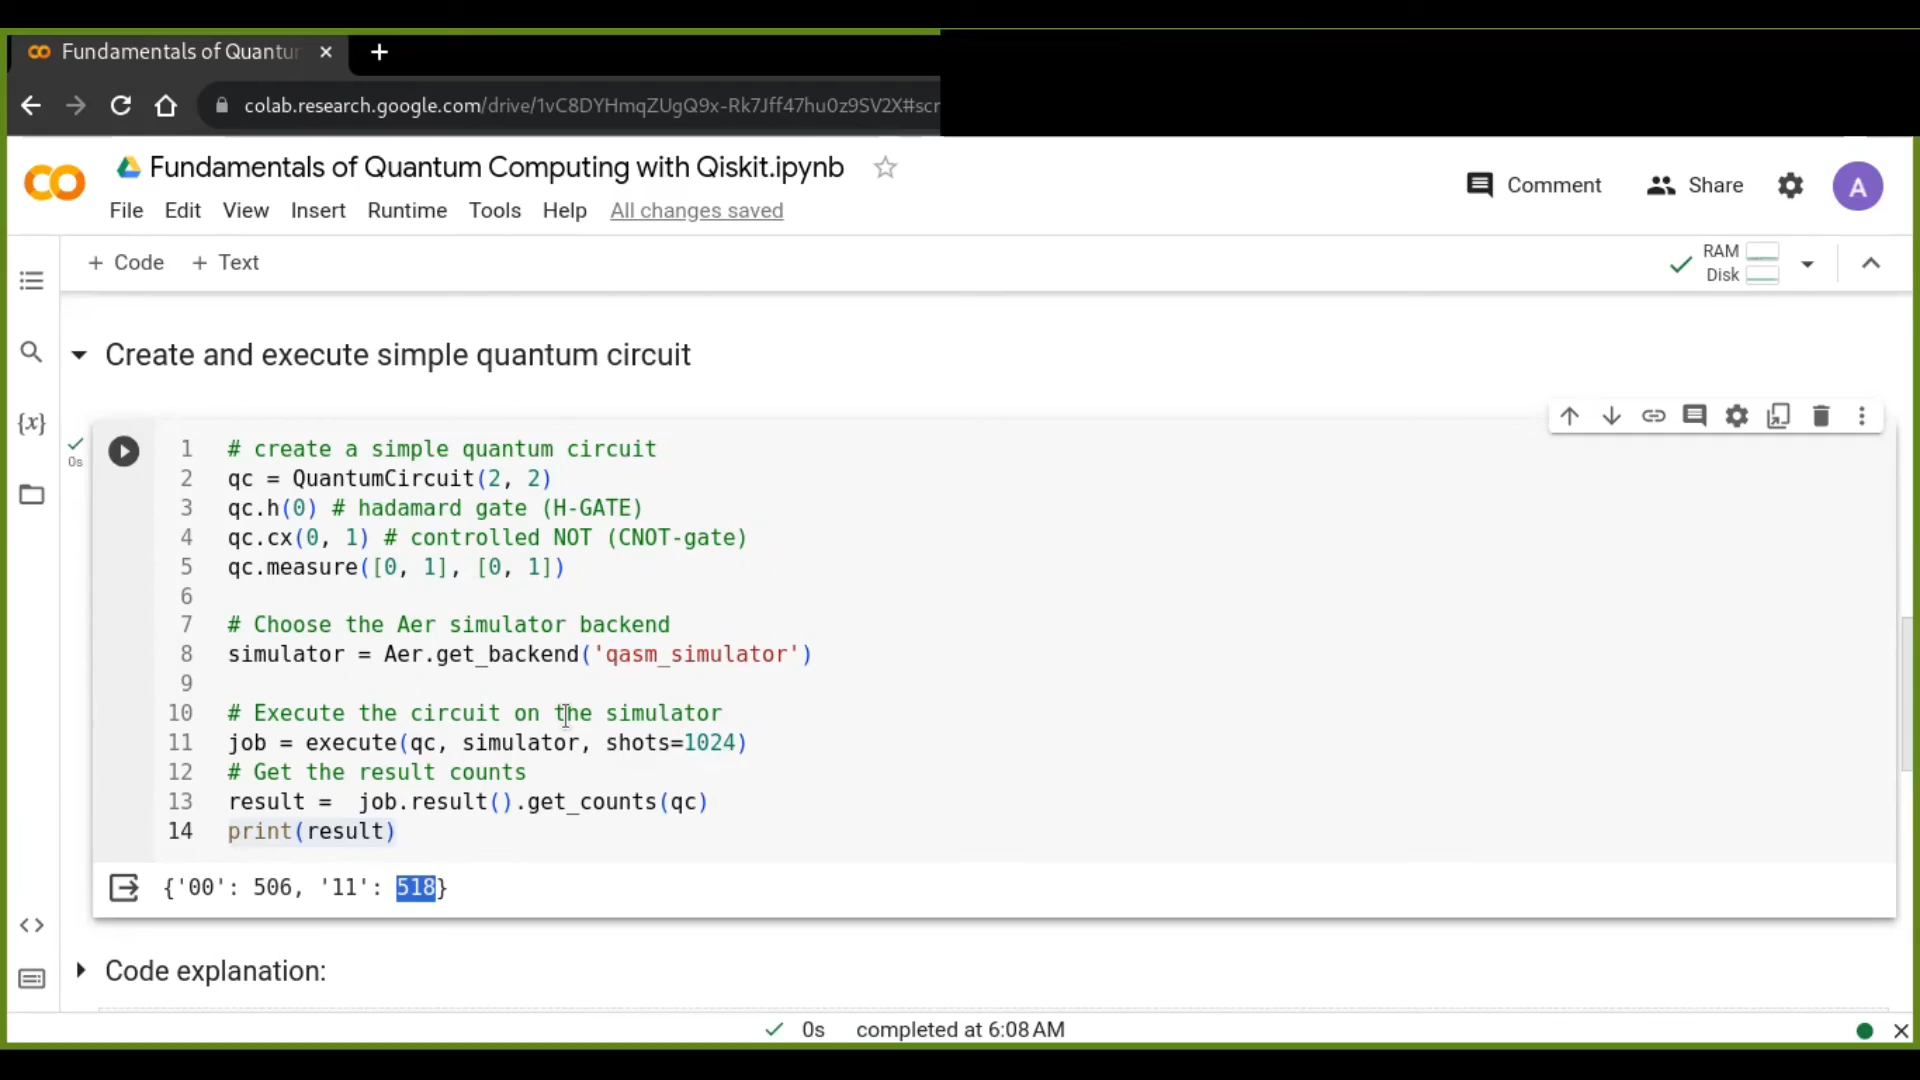 Fundamentals of Quantu
colab.research.google.com/drive/1vC8DYHmqZUgQ9x-Rk7Jff47hu0z9SV2X#scr
Fundamentals of Quantum Computing with Qiskit.ipynb
Comment Share A
File Edit View Insert Runtime Tools Help All changes saved
+ Code + Text
RAM
Disk
Create and execute simple quantum circuit
{x}
0s
1 # create a simple quantum circuit
2 qc = QuantumCircuit(2, 2)
3 qc.h(0) # hadamard gate (H-GATE)
4 qc.cx(0, 1) # controlled NOT (CNOT-gate)
5 qc.measure([0, 1], [0, 1])
6
7 # Choose the Aer simulator backend
8 simulator = Aer.get_backend('qasm_simulator')
9
10 # Execute the circuit on the simulator
11 job = execute(qc, simulator, shots=1024)
12 # Get the result counts
13 result =  job.result().get_counts(qc)
14 print(result)
{'00': 506, '11': 518}
Code explanation:
0s completed at 6:08 AM